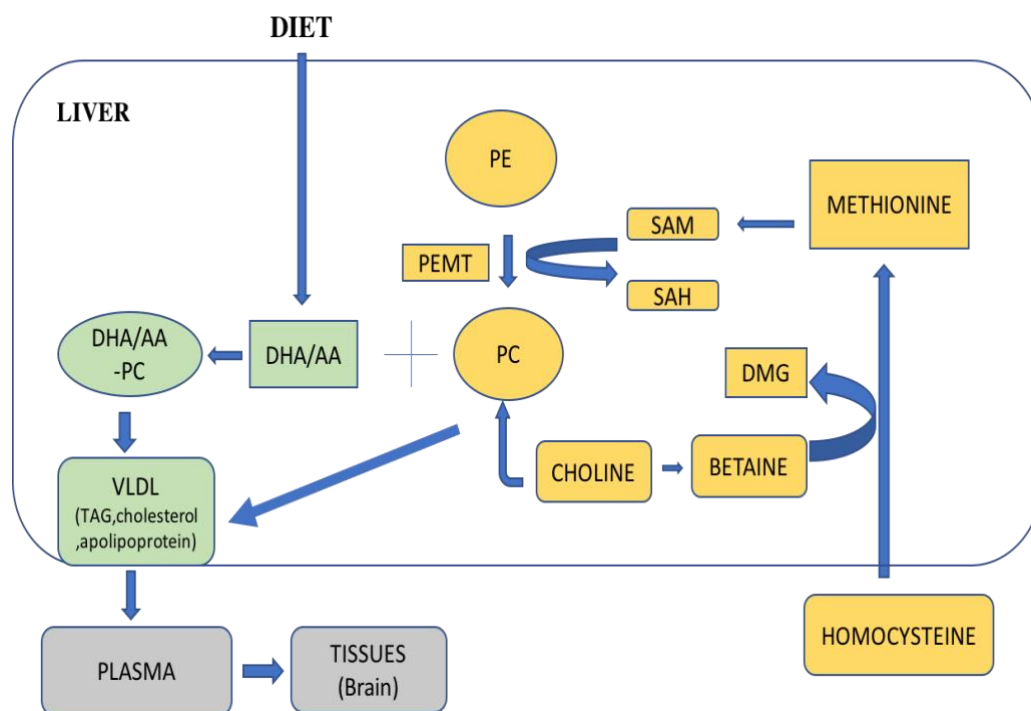 DIET
LIVER
PE
METHIONINE
SAM
PEMT
SAH
DHA/AA
-PC
DHA/AA
PC
DMG
CHOLINE
BETAINE
VLDL
(TAG,cholesterol
,apolipoprotein)
HOMOCYSTEINE
PLASMA
TISSUES
(Brain)